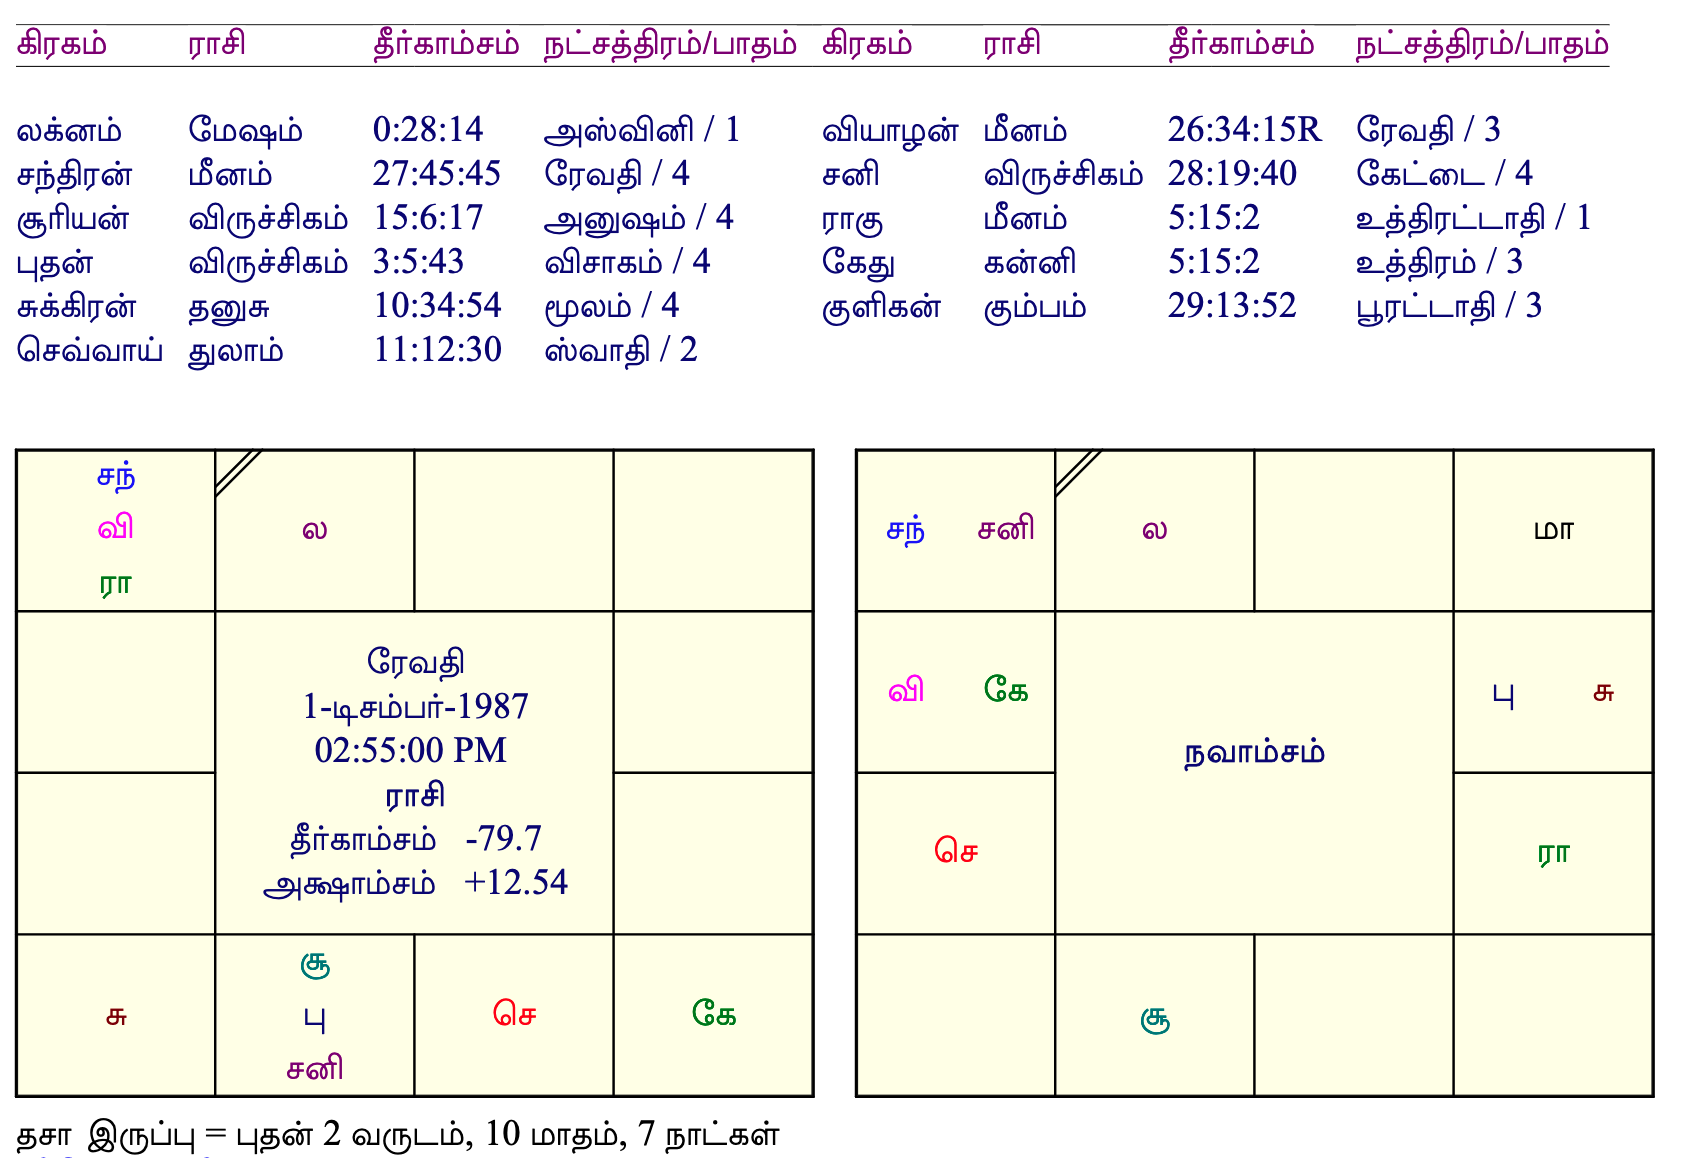 கிரகம் ராசி தீர்காம்சம் நட்சத்திரம்/பாதம் கிரகம் ராசி தீர்காம்சம் நட்சத்திரம்/பாதம்
லக்னம் மேஷம் 0:28:14 அஸ்வினி / 1 வியாழன் மீனம் 26:34:15R ரேவதி / 3
சந்திரன் மீனம் 27:45:45 ரேவதி / 4 சனி விருச்சிகம் 28:19:40 கேட்டை / 4
சூரியன் விருச்சிகம் 15:6:17 அனுஷம் / 4 ராகு மீனம் 5:15:2 உத்திரட்டாதி / 1
புதன் விருச்சிகம் 3:5:43 விசாகம் / 4 கேது கன்னி 5:15:2 உத்திரம் / 3
சுக்கிரன் தனுசு 10:34:54 மூலம் / 4 குளிகன் கும்பம் 29:13:52 பூரட்டாதி / 3
செவ்வாய் துலாம் 11:12:30 ஸ்வாதி / 2
சந்
வி
ரா
ல
ரேவதி
1-டிசம்பர்-1987
02:55:00 PM
ராசி
தீர்காம்சம் -79.7
அக்ஷாம்சம் +12.54
சு
சூ
பு
சனி
செ
கே
சந் சனி
ல
மா
வி கே
நவாம்சம்
பு சு
செ
ரா
சூ
தசா இருப்பு = புதன் 2 வருடம், 10 மாதம், 7 நாட்கள்